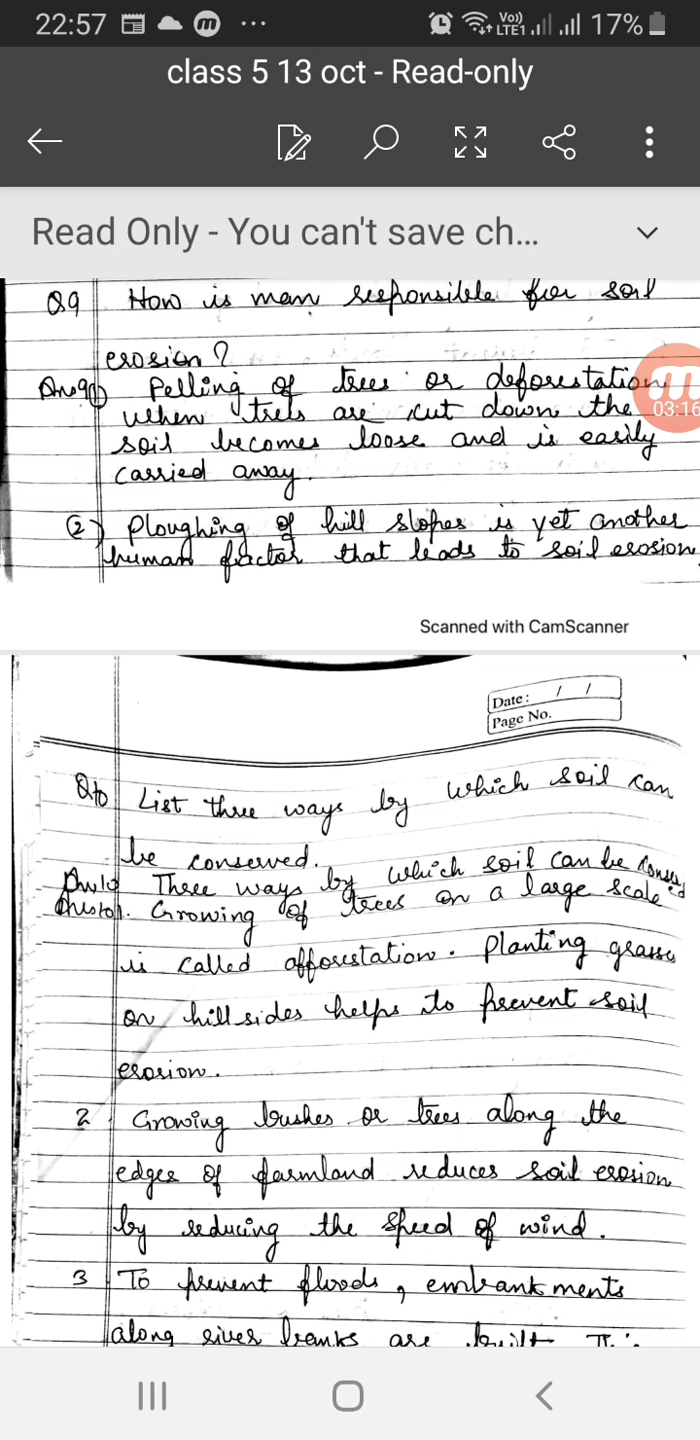 22:57 ... Vo)) LTE1 17%
class 5 13 oct - Read-only
Read Only - You can't save ch...
Q9 How is man responsible for soil
erosion?
Ans9(1) Felling of trees or deforestation
03:16
when trees are cut down the
soil becomes loose and is easily
carried away.
(2) Ploughing of hill slopes is yet another
human factor that leads to soil erosion
Scanned with CamScanner
Date: / /
Page No.
Q10 List three ways by which soil can
be conserved.
Three ways by which soil can be
Growing of trees on a large scale
is called afforestation. Planting grasses
on hill sides helps to prevent soil
erosion.
2 Growing bushes or trees along the
edges of farmland reduces soil erosion
by reducing the speed of wind.
3 To prevent floods, embankments
along river banks are built